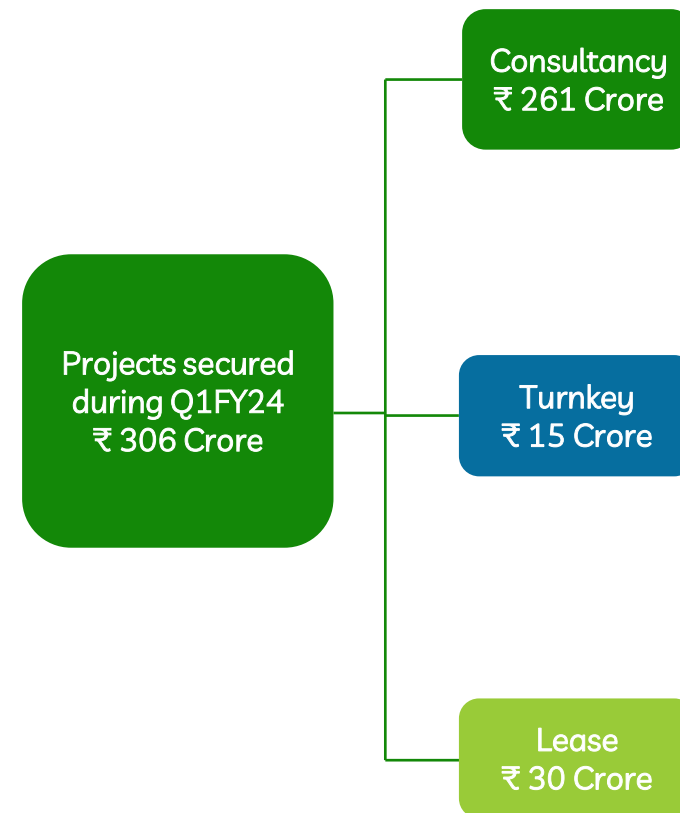 Consultancy
₹ 261 Crore
Projects secured
during Q1FY24
₹ 306 Crore
Turnkey
₹ 15 Crore
Lease
₹ 30 Crore